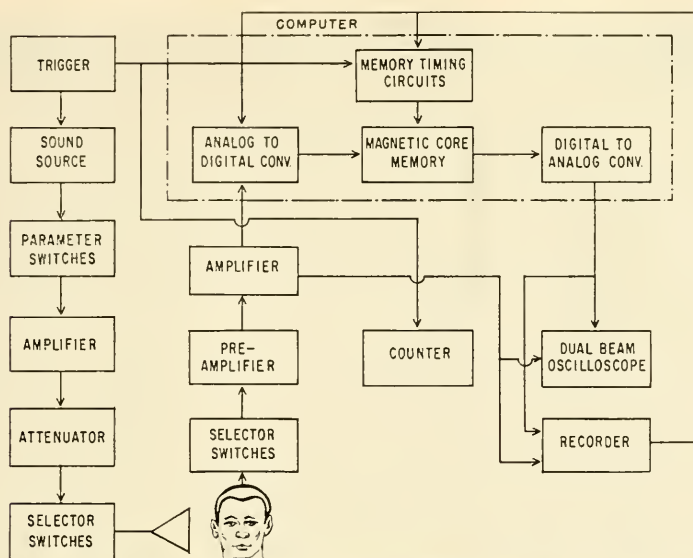 COMPUTER
TRIGGER
MEMORY TIMING
CIRCUITS
SOUND
SOURCE
ANALOG TO
DIGITAL CONV.
MAGNETIC CORE
MEMORY
DIGITAL TO
ANALOG CONV.
PARAMETER
SWITCHES
AMPLIFIER
AMPLIFIER
PRE-
AMPLIFIER
COUNTER
DUAL BEAM
OSCILLOSCOPE
ATTENUATOR
SELECTOR
SWITCHES
RECORDER
SELECTOR
SWITCHES